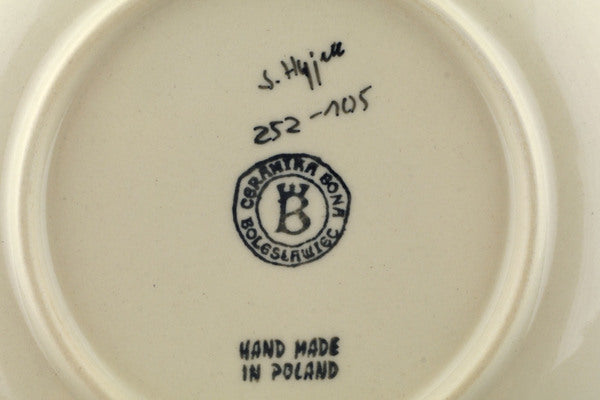 252-105
CERAMIKA BONA
B
BOLESŁAWIEC
HAND MADE
IN POLAND